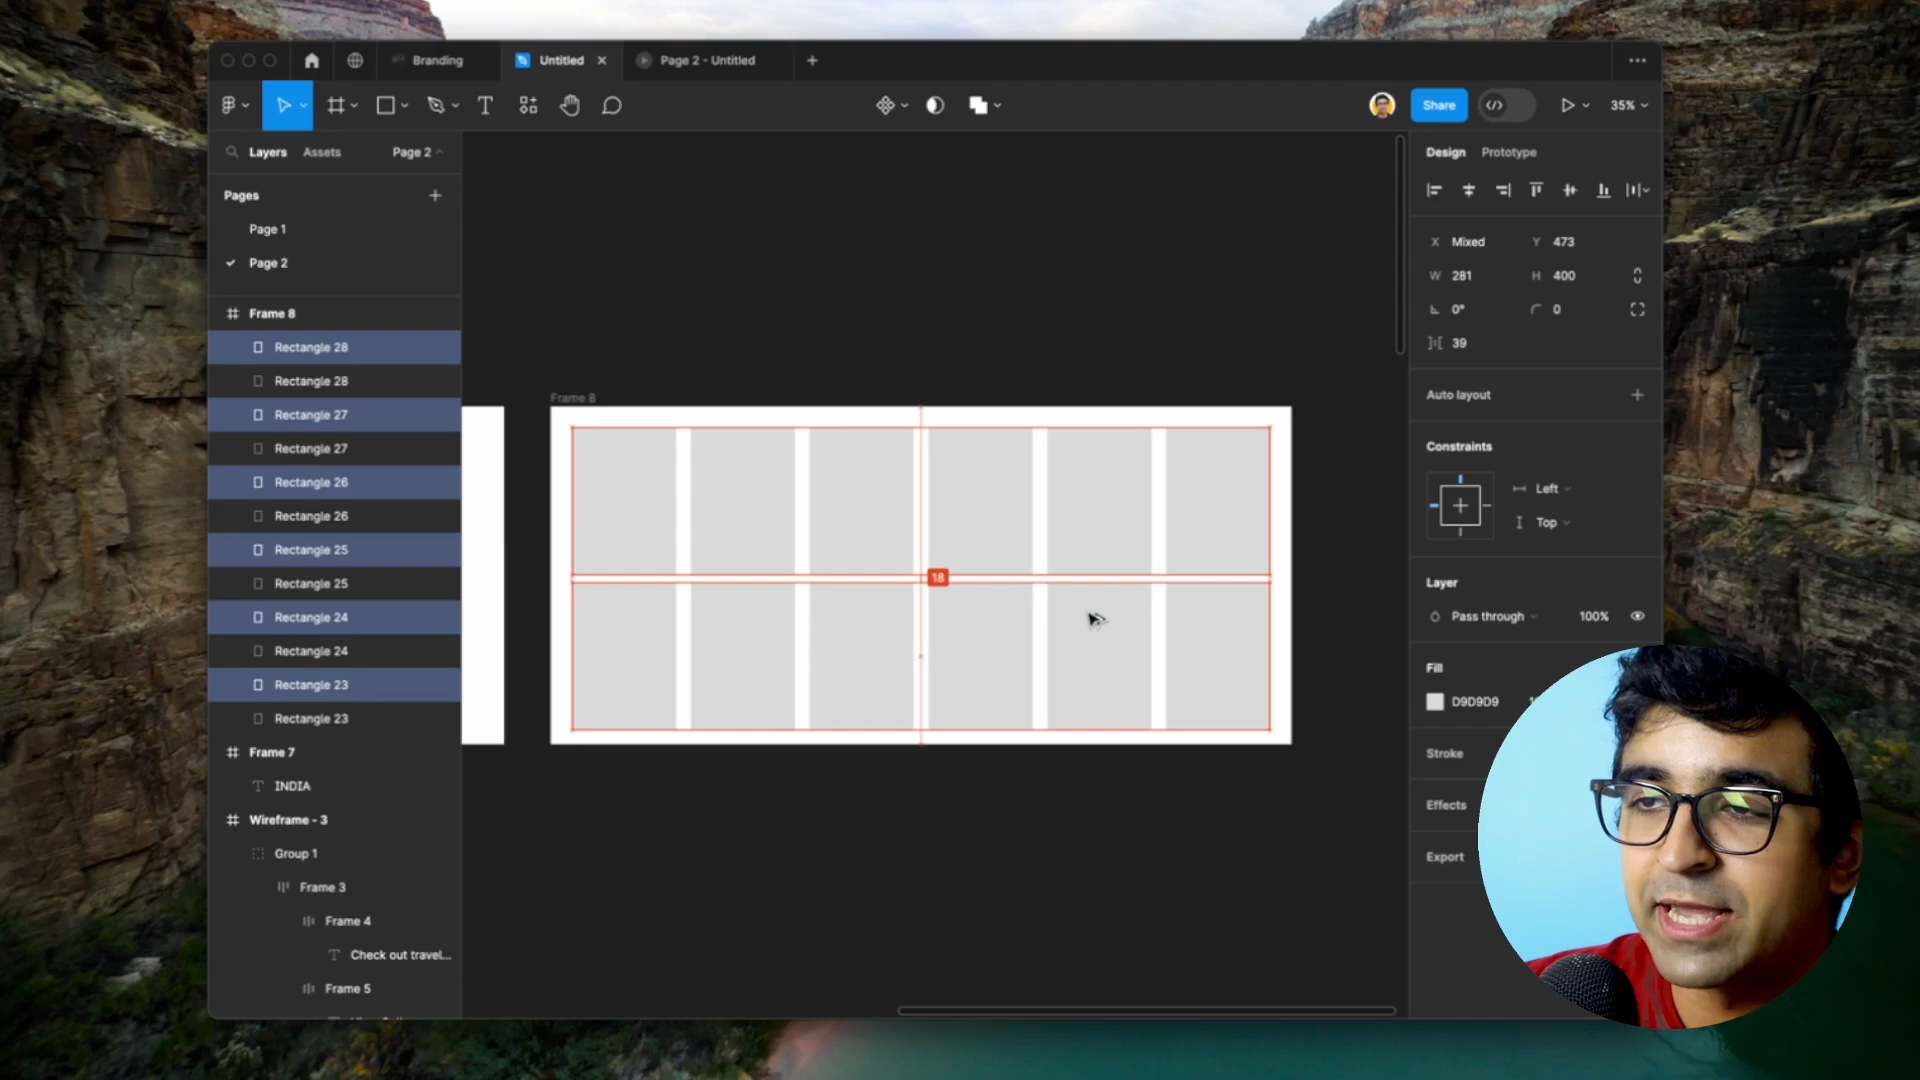 Branding
Untitled
Page 2 - Untitled
Share
35%
Layers
Assets
Page 2
Design
Prototype
Pages
Page 1
Page 2
X Mixed
Y 473
W 281
H 400
0°
0
39
Frame 8
Rectangle 28
Rectangle 28
Rectangle 27
Rectangle 27
Rectangle 26
Rectangle 26
Rectangle 25
Rectangle 25
Rectangle 24
Rectangle 24
Rectangle 23
Rectangle 23
Frame 7
INDIA
Wireframe - 3
Group 1
Frame 3
Frame 4
Check out travel...
Frame 5
Frame 8
18
Auto layout
Constraints
Left
Top
Layer
Pass through
100%
Fill
D9D9D9
Stroke
Effects
Export